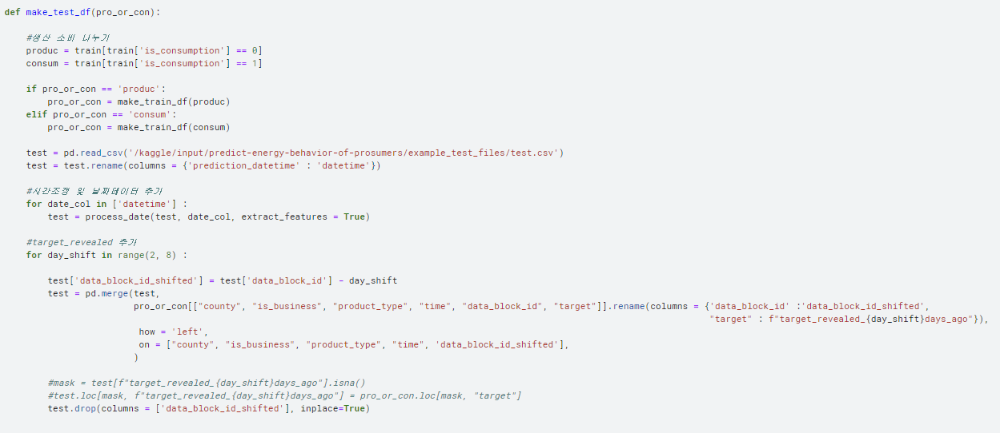 def make_test_df(pro_or_con):
#생산 소비 나누기
produc = train[train['is_consumption'] == 0]
consum = train[train['is_consumption'] == 1]
if pro_or_con == 'produc':
pro_or_con = make_train_df(produc)
elif pro_or_con == 'consum':
pro_or_con = make_train_df(consum)
test = pd.read_csv('/kaggle/input/predict-energy-behavior-of-prosumers/example_test_files/test.csv')
test = test.rename(columns = {'prediction_datetime' : 'datetime'})
#시간조정 및 날짜데이터 추가
for date_col in ['datetime'] :
test = process_date(test, date_col, extract_features = True)
#target_revealed 추가
for day_shift in range(2, 8) :
test['data_block_id_shifted'] = test['data_block_id'] - day_shift
test = pd.merge(test,
pro_or_con[["county", "is_business", "product_type", "time", "data_block_id", "target"]].rename(columns = {'data_block_id' :'data_block_id_shifted',
"target" : f"target_revealed_{day_shift}days_ago"}),
how = 'left',
on = ["county", "is_business", "product_type", "time", 'data_block_id_shifted'],
)
#mask = test[f"target_revealed_{day_shift}days_ago"].isna()
#test.loc[mask, f"target_revealed_{day_shift}days_ago"] = pro_or_con.loc[mask, "target"]
test.drop(columns = ['data_block_id_shifted'], inplace=True)